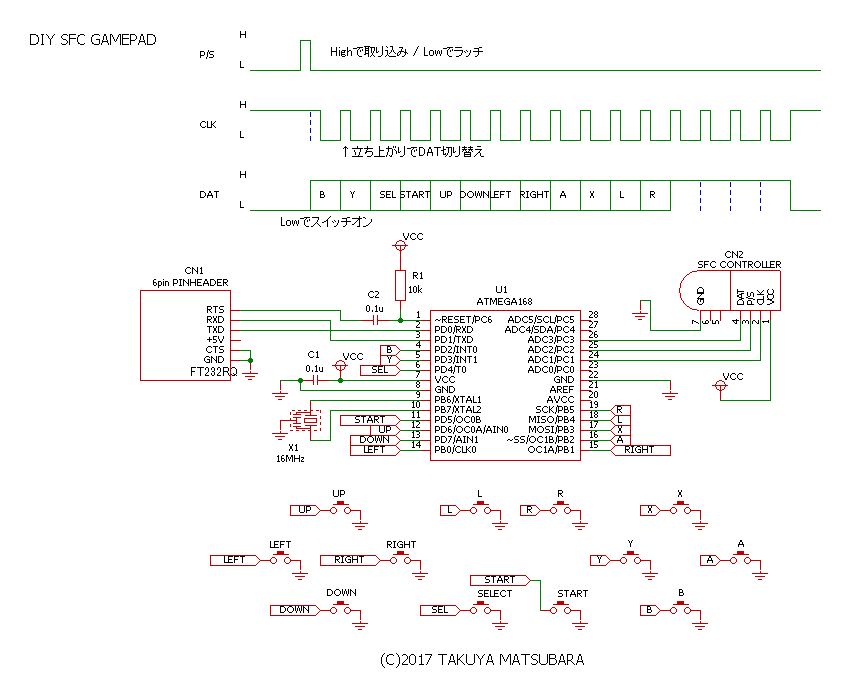 DIY SFC GAMEPAD
P/S
H
L
Highで取り込み / Lowでラッチ
CLK
H
L
↑立ち上がりでDAT切り替え
DAT
H
L
B Y SEL START UP DOWN LEFT RIGHT A X L R
Lowでスイッチオン
CN1
6pin PINHEADER
RTS
RXD
TXD
+5V
CTS
GND
FT232RQ
VCC
R1
10k
C2
0.1u
C1
0.1u
VCC
X1
16MHz
U1
ATMEGA168
1 ~RESET/PC6
2 PD0/RXD
3 PD1/TXD
4 PD2/INT0
5 PD3/INT1
6 PD4/T0
7 VCC
8 GND
9 PB6/XTAL1
10 PB7/XTAL2
11 PD5/OC0B
12 PD6/OC0A/AIN0
13 PD7/AIN1
14 PB0/CLK0
B
Y
SEL
START
UP
DOWN
LEFT
ADC5/SCL/PC5 28
ADC4/SDA/PC4 27
ADC3/PC3 26
ADC2/PC2 25
ADC1/PC1 24
ADC0/PC0 23
GND 22
AREF 21
AVCC 20
SCK/PB5 19
MISO/PB4 18
MOSI/PB3 17
~SS/OC1B/PB2 16
OC1A/PB1 15
R
L
X
A
RIGHT
CN2
SFC CONTROLLER
GND DAT P/S CLK VCC
7 6 5 4 3 2 1
VCC
UP
UP
L
L
R
R
X
X
LEFT
LEFT
RIGHT
RIGHT
Y
Y
A
A
START
DOWN
DOWN
SELECT
SEL
START
B
B
(C)2017 TAKUYA MATSUBARA